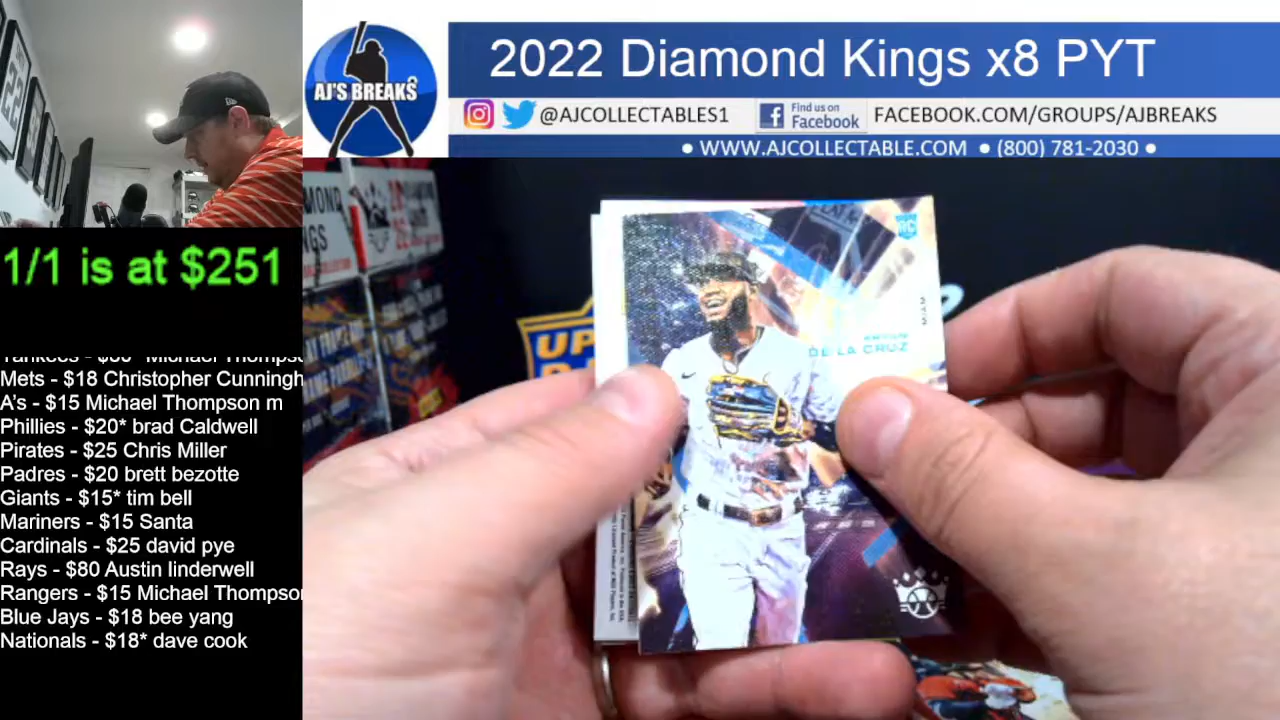 2022 Diamond Kings x8 PYT
AJ'S BREAKS
@AJCOLLECTABLES1
Find us on
Facebook
FACEBOOK.COM/GROUPS/AJBREAKS
• WWW.AJCOLLECTABLE.COM • (800) 781-2030 •
1/1 is at $251
Mets - $18 Christopher Cunningh
A's - $15 Michael Thompson m
Phillies - $20* brad Caldwell
Pirates - $25 Chris Miller
Padres - $20 brett bezotte
Giants - $15* tim bell
Mariners - $15 Santa
Cardinals - $25 david pye
Rays - $80 Austin linderwell
Rangers - $15 Michael Thompso
Blue Jays - $18 bee yang
Nationals - $18* dave cook
RC
DE LA CRUZ
UP